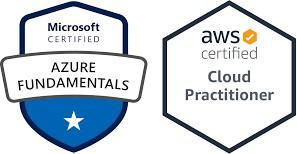 Microsoft
CERTIFIED
AZURE
FUNDAMENTALS
aws
certified
Cloud
Practitioner